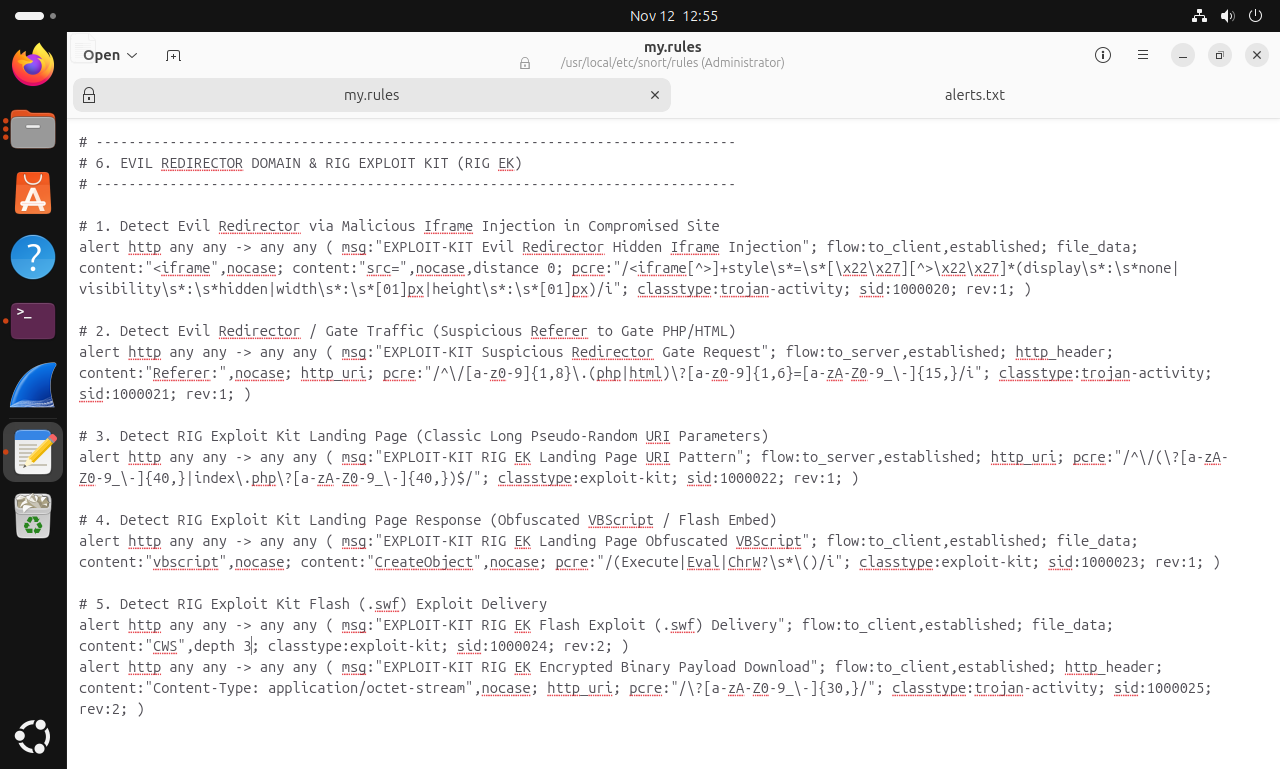 Nov 12 12:55
Open
my.rules
/usr/local/etc/snort/rules (Administrator)
my.rules
alerts.txt
# ------------------------------------------------------------------------------
# 6. EVIL REDIRECTOR DOMAIN & RIG EXPLOIT KIT (RIG EK)
# ------------------------------------------------------------------------------
# 1. Detect Evil Redirector via Malicious Iframe Injection in Compromised Site
alert http any any -> any any ( msg:"EXPLOIT-KIT Evil Redirector Hidden Iframe Injection"; flow:to_client,established; file_data;
content:"<iframe",nocase; content:"src=",nocase,distance 0; pcre:"/<iframe[^>]+style\s*=\s*[\x22\x27][^>\x22\x27]*(display\s*:\s*none|
visibility\s*:\s*hidden|width\s*:\s*[01]px|height\s*:\s*[01]px)/i"; classtype:trojan-activity; sid:1000020; rev:1; )
# 2. Detect Evil Redirector / Gate Traffic (Suspicious Referer to Gate PHP/HTML)
alert http any any -> any any ( msg:"EXPLOIT-KIT Suspicious Redirector Gate Request"; flow:to_server,established; http_header;
content:"Referer:",nocase; http_uri; pcre:"/^\/[a-z0-9]{1,8}\.(php|html)\?[a-z0-9]{1,6}=[a-zA-Z0-9_\-]{15,}/i"; classtype:trojan-activity;
sid:1000021; rev:1; )
# 3. Detect RIG Exploit Kit Landing Page (Classic Long Pseudo-Random URI Parameters)
alert http any any -> any any ( msg:"EXPLOIT-KIT RIG EK Landing Page URI Pattern"; flow:to_server,established; http_uri; pcre:"/^\/(\?[a-zA-
Z0-9_\-]{40,}|index\.php\?[a-zA-Z0-9_\-]{40,})$/"; classtype:exploit-kit; sid:1000022; rev:1; )
# 4. Detect RIG Exploit Kit Landing Page Response (Obfuscated VBScript / Flash Embed)
alert http any any -> any any ( msg:"EXPLOIT-KIT RIG EK Landing Page Obfuscated VBScript"; flow:to_client,established; file_data;
content:"vbscript",nocase; content:"CreateObject",nocase; pcre:"/(Execute|Eval|ChrW?\s*\()/i"; classtype:exploit-kit; sid:1000023; rev:1; )
# 5. Detect RIG Exploit Kit Flash (.swf) Exploit Delivery
alert http any any -> any any ( msg:"EXPLOIT-KIT RIG EK Flash Exploit (.swf) Delivery"; flow:to_client,established; file_data;
content:"CWS",depth 3; classtype:exploit-kit; sid:1000024; rev:2; )
alert http any any -> any any ( msg:"EXPLOIT-KIT RIG EK Encrypted Binary Payload Download"; flow:to_client,established; http_header;
content:"Content-Type: application/octet-stream",nocase; http_uri; pcre:"/\?[a-zA-Z0-9_\-]{30,}/"; classtype:trojan-activity; sid:1000025;
rev:2; )